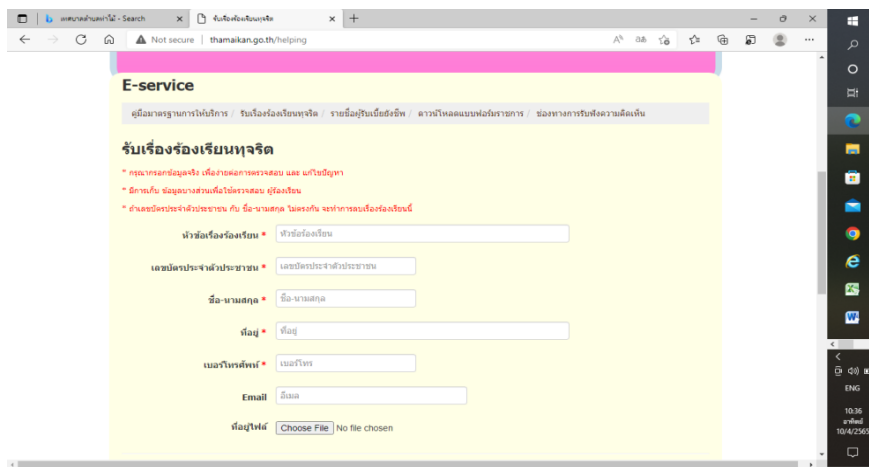 เทศบาลตำบลท่าไม้ - Search
รับเรื่องร้องเรียนทุจริต
Not secure | thamaikan.go.th/helping
E-service
คู่มือมาตรฐานการให้บริการ / รับเรื่องร้องเรียนทุจริต / รายชื่อผู้รับเบี้ยยังชีพ / ดาวน์โหลดแบบฟอร์มราชการ / ช่องทางการรับฟังความคิดเห็น
รับเรื่องร้องเรียนทุจริต
* กรุณากรอกข้อมูลจริง เพื่อง่ายต่อการตรวจสอบ และ แก้ไขปัญหา
* มีการเก็บ ข้อมูลบางส่วนเพื่อใช้ตรวจสอบ ผู้ร้องเรียน
* ถ้าเลขบัตรประจำตัวประชาชน กับ ชื่อ-นามสกุล ไม่ตรงกัน จะทำการลบเรื่องร้องเรียนนี้
หัวข้อเรื่องร้องเรียน * หัวข้อร้องเรียน
เลขบัตรประจำตัวประชาชน * เลขบัตรประจำตัวประชาชน
ชื่อ-นามสกุล * ชื่อ-นามสกุล
ที่อยู่ * ที่อยู่
เบอร์โทรศัพท์ * เบอร์โทร
Email อีเมล
ที่อยู่ไฟล์ Choose File No file chosen
ENG
10:36
อาทิตย์
10/4/2565